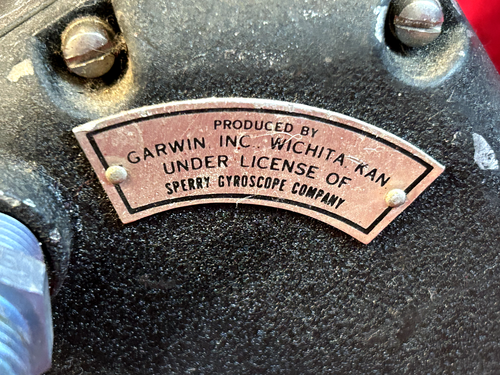 PRODUCED BY
GARWIN INC. WICHITA KAN
UNDER LICENSE OF
SPERRY GYROSCOPE COMPANY